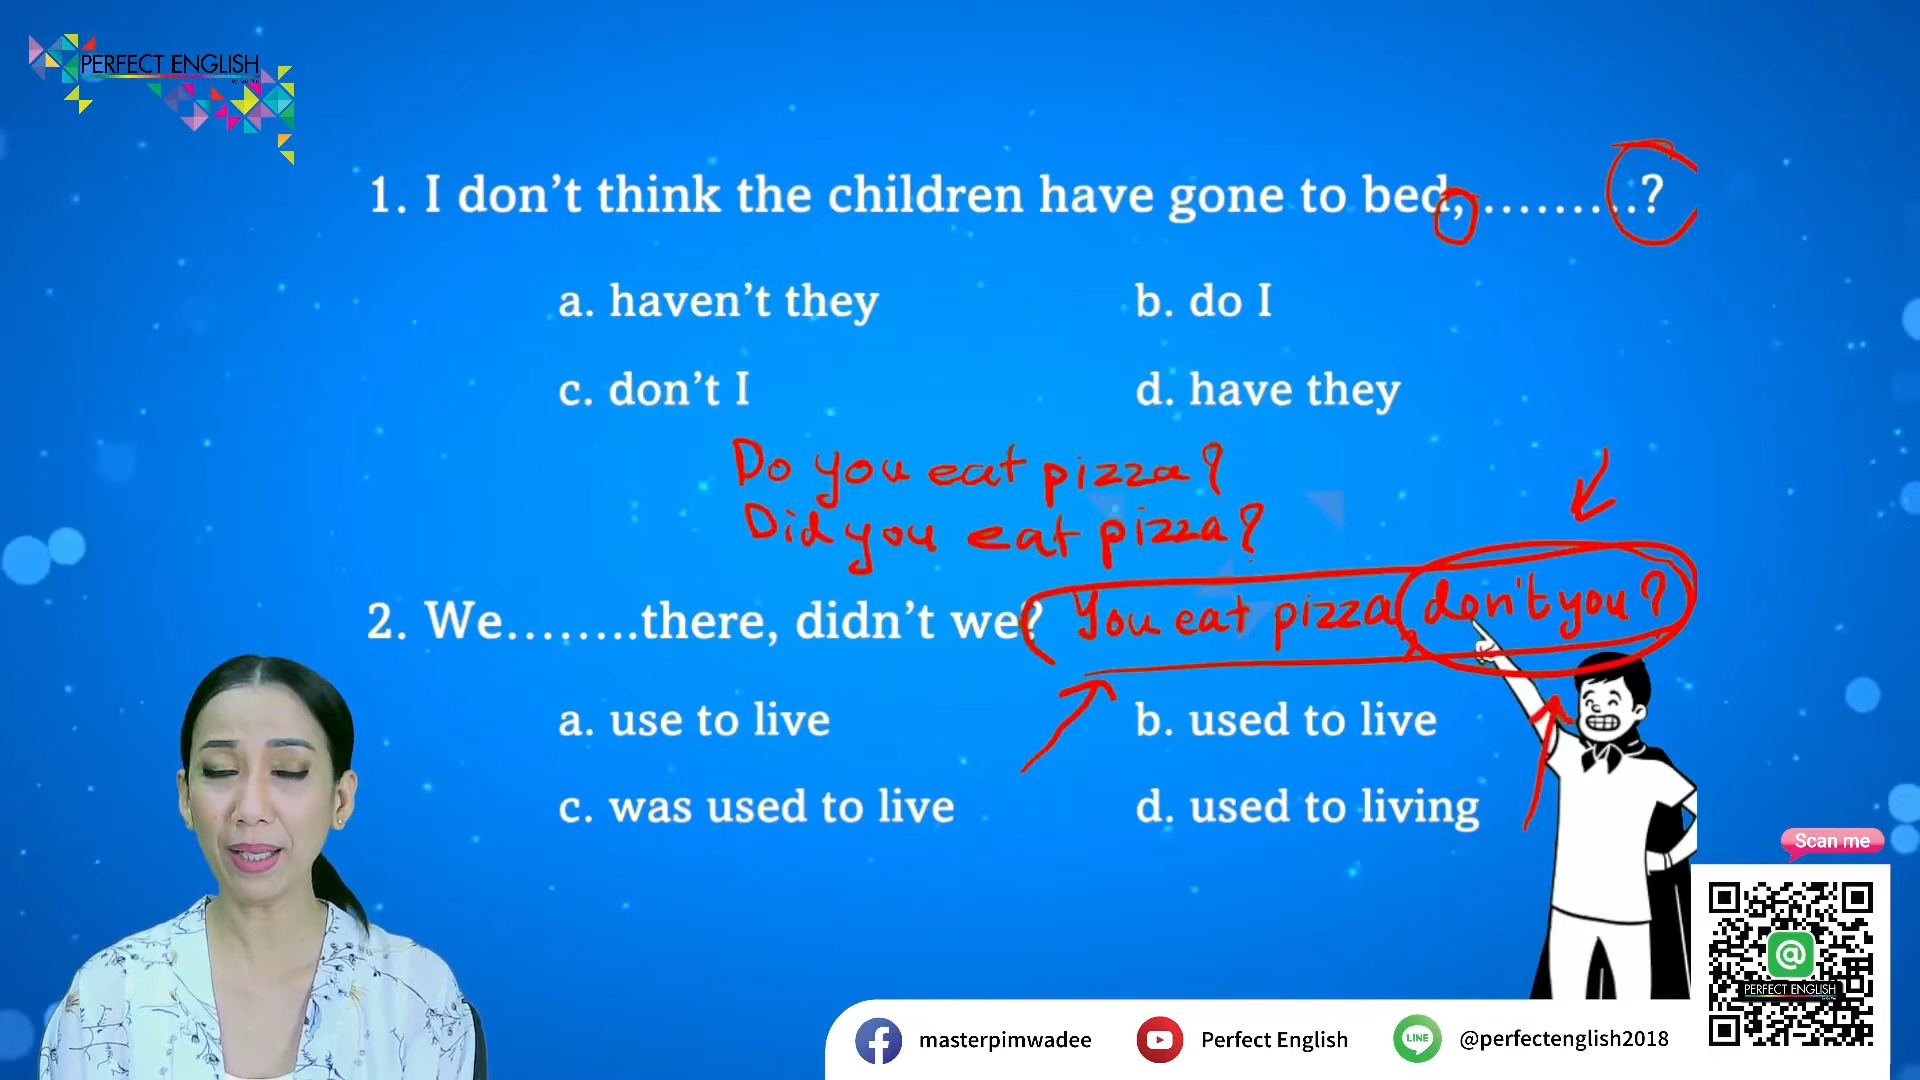 PERFECT ENGLISH
1. I don’t think the children have gone to bed, ..........?
a. haven’t they
b. do I
c. don’t I
d. have they
Do you eat pizza?
Did you eat pizza?
2. We........there, didn’t we?
You eat pizza, don't you?
a. use to live
b. used to live
c. was used to live
d. used to living
Scan me
@
PERFECT ENGLISH
masterpimwadee
Perfect English
LINE
@perfectenglish2018